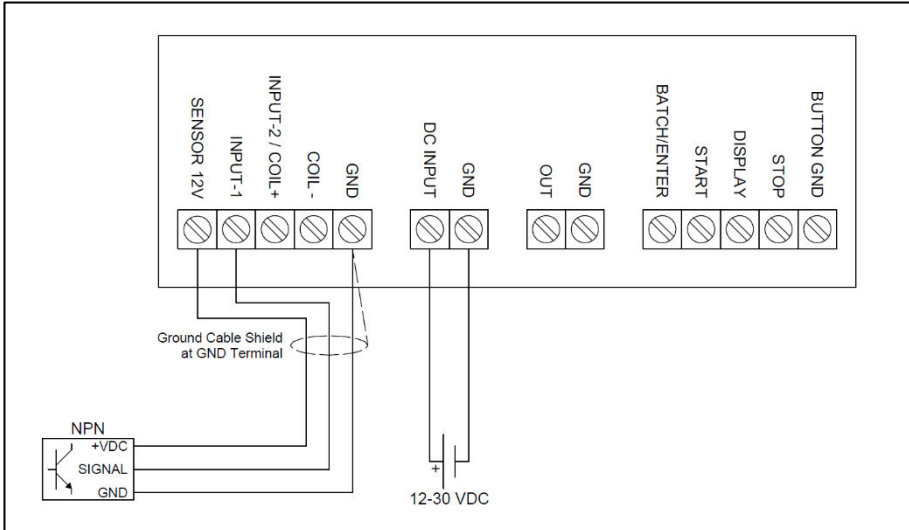 SENSOR 12V
INPUT-1
INPUT-2 / COIL+
COIL -
GND
DC INPUT
GND
OUT
GND
BATCH/ENTER
START
DISPLAY
STOP
BUTTON GND
Ground Cable Shield
at GND Terminal
NPN
+VDC
SIGNAL
GND
+
12-30 VDC